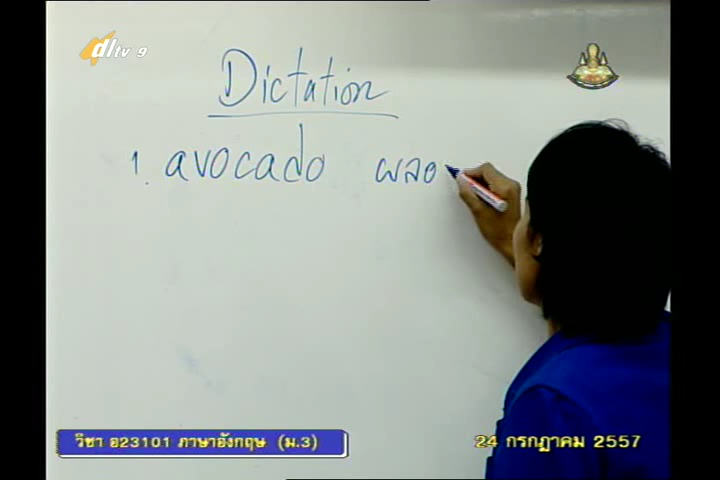 dltv 9
Dictation
1. avocado ผลอ
วิชา อ23101 ภาษาอังกฤษ (ม.3)
24 กรกฎาคม 2557